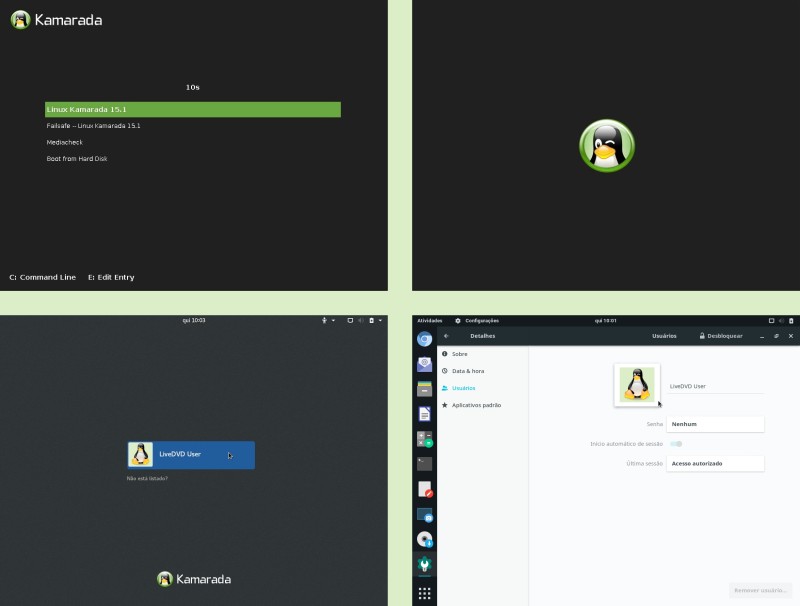 Kamarada
10s
Linux Kamarada 15.1
Failsafe -- Linux Kamarada 15.1
Mediacheck
Boot from Hard Disk
C: Command Line E: Edit Entry
qui 10:03
LiveDVD User
Não está listado?
Kamarada
Atividades Configurações qui 10:01
Detalhes Usuários Desbloquear
Sobre
Data & hora
Usuários
Aplicativos padrão
LiveDVD User
Senha Nenhum
Início automático de sessão
Última sessão Acesso autorizado
Remover usuário...